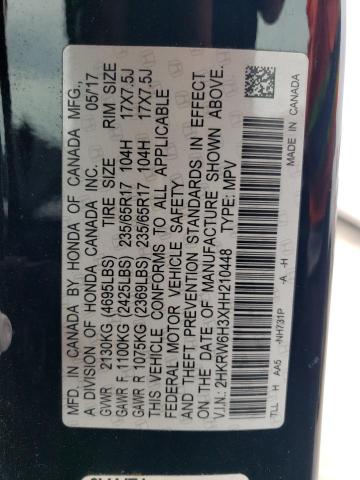 MFD. IN CANADA BY HONDA OF CANADA MFG.,
A DIVISION OF HONDA CANADA INC. 05/17
GVWR 2130KG (4695LBS) TIRE SIZE RIM SIZE
GAWR F 1100KG (2425LBS) 235/65R17 104H 17X7.5J
GAWR R 1075KG (2369LBS) 235/65R17 104H 17X7.5J
THIS VEHICLE CONFORMS TO ALL APPLICABLE
FEDERAL MOTOR VEHICLE SAFETY
AND THEFT PREVENTION STANDARDS IN EFFECT
ON THE DATE OF MANUFACTURE SHOWN ABOVE.
V.I.N.: 2HKRW6H3XHH210448 TYPE: MPV
TLL H AA5 -NH731P -A -H MADE IN CANADA